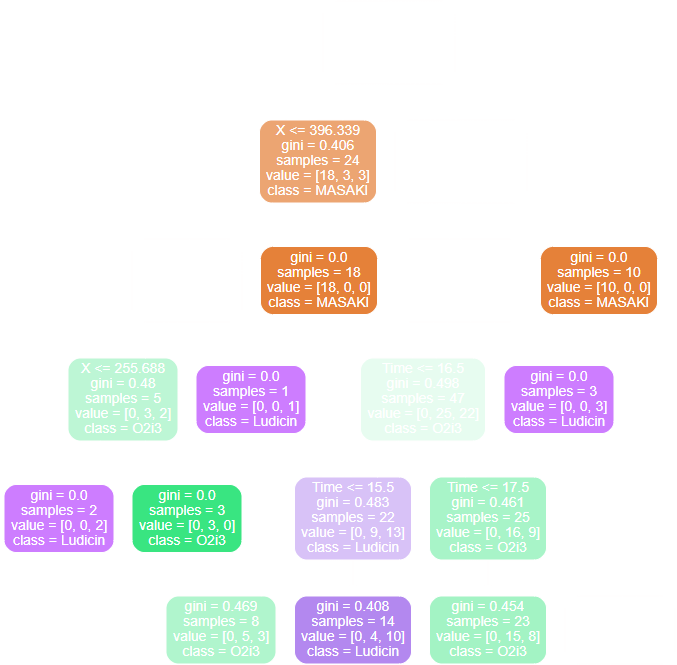 X <= 396.339
gini = 0.406
samples = 24
value = [18, 3, 3]
class = MASAKI
gini = 0.0
samples = 18
value = [18, 0, 0]
class = MASAKI
gini = 0.0
samples = 10
value = [10, 0, 0]
class = MASAKI
X <= 255.688
gini = 0.48
samples = 5
value = [0, 3, 2]
class = O2i3
gini = 0.0
samples = 1
value = [0, 0, 1]
class = Ludicin
Time <= 16.5
gini = 0.498
samples = 47
value = [0, 25, 22]
class = O2i3
gini = 0.0
samples = 3
value = [0, 0, 3]
class = Ludicin
gini = 0.0
samples = 2
value = [0, 0, 2]
class = Ludicin
gini = 0.0
samples = 3
value = [0, 3, 0]
class = O2i3
Time <= 15.5
gini = 0.483
samples = 22
value = [0, 9, 13]
class = Ludicin
Time <= 17.5
gini = 0.461
samples = 25
value = [0, 16, 9]
class = O2i3
gini = 0.469
samples = 8
value = [0, 5, 3]
class = O2i3
gini = 0.408
samples = 14
value = [0, 4, 10]
class = Ludicin
gini = 0.454
samples = 23
value = [0, 15, 8]
class = O2i3